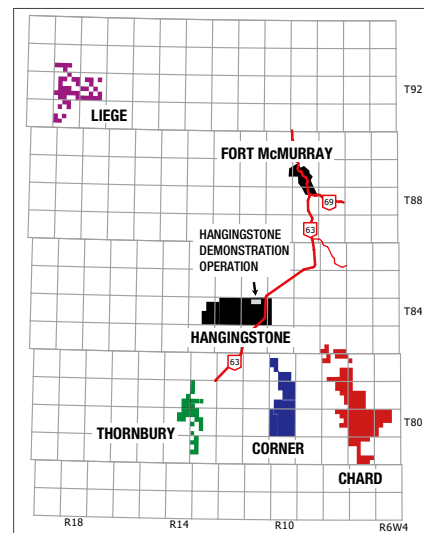 T92
LIEGE
FORT McMURRAY
T88
69
63
HANGINGSTONE
DEMONSTRATION
OPERATION
T84
HANGINGSTONE
63
T80
THORNBURY
CORNER
CHARD
R18
R14
R10
R6W4